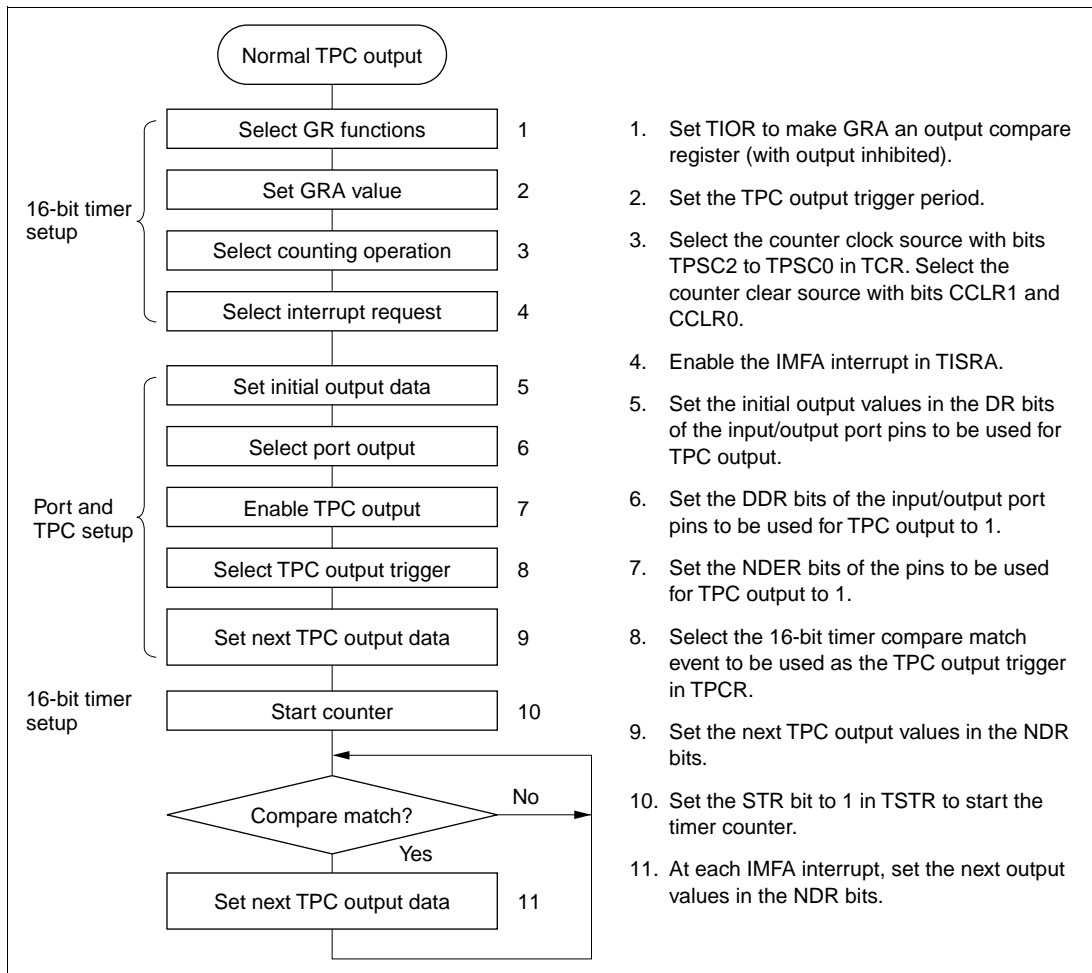 Normal TPC output
Select GR functions 1
Set GRA value 2
16-bit timer
setup
Select counting operation 3
Select interrupt request 4
Set initial output data 5
Select port output 6
Port and
TPC setup
Enable TPC output 7
Select TPC output trigger 8
Set next TPC output data 9
16-bit timer
setup
Start counter 10
Compare match?
No
Yes
Set next TPC output data 11
1. Set TIOR to make GRA an output compare
register (with output inhibited).
2. Set the TPC output trigger period.
3. Select the counter clock source with bits
TPSC2 to TPSC0 in TCR. Select the
counter clear source with bits CCLR1 and
CCLR0.
4. Enable the IMFA interrupt in TISRA.
5. Set the initial output values in the DR bits
of the input/output port pins to be used for
TPC output.
6. Set the DDR bits of the input/output port
pins to be used for TPC output to 1.
7. Set the NDER bits of the pins to be used
for TPC output to 1.
8. Select the 16-bit timer compare match
event to be used as the TPC output trigger
in TPCR.
9. Set the next TPC output values in the NDR
bits.
10. Set the STR bit to 1 in TSTR to start the
timer counter.
11. At each IMFA interrupt, set the next output
values in the NDR bits.